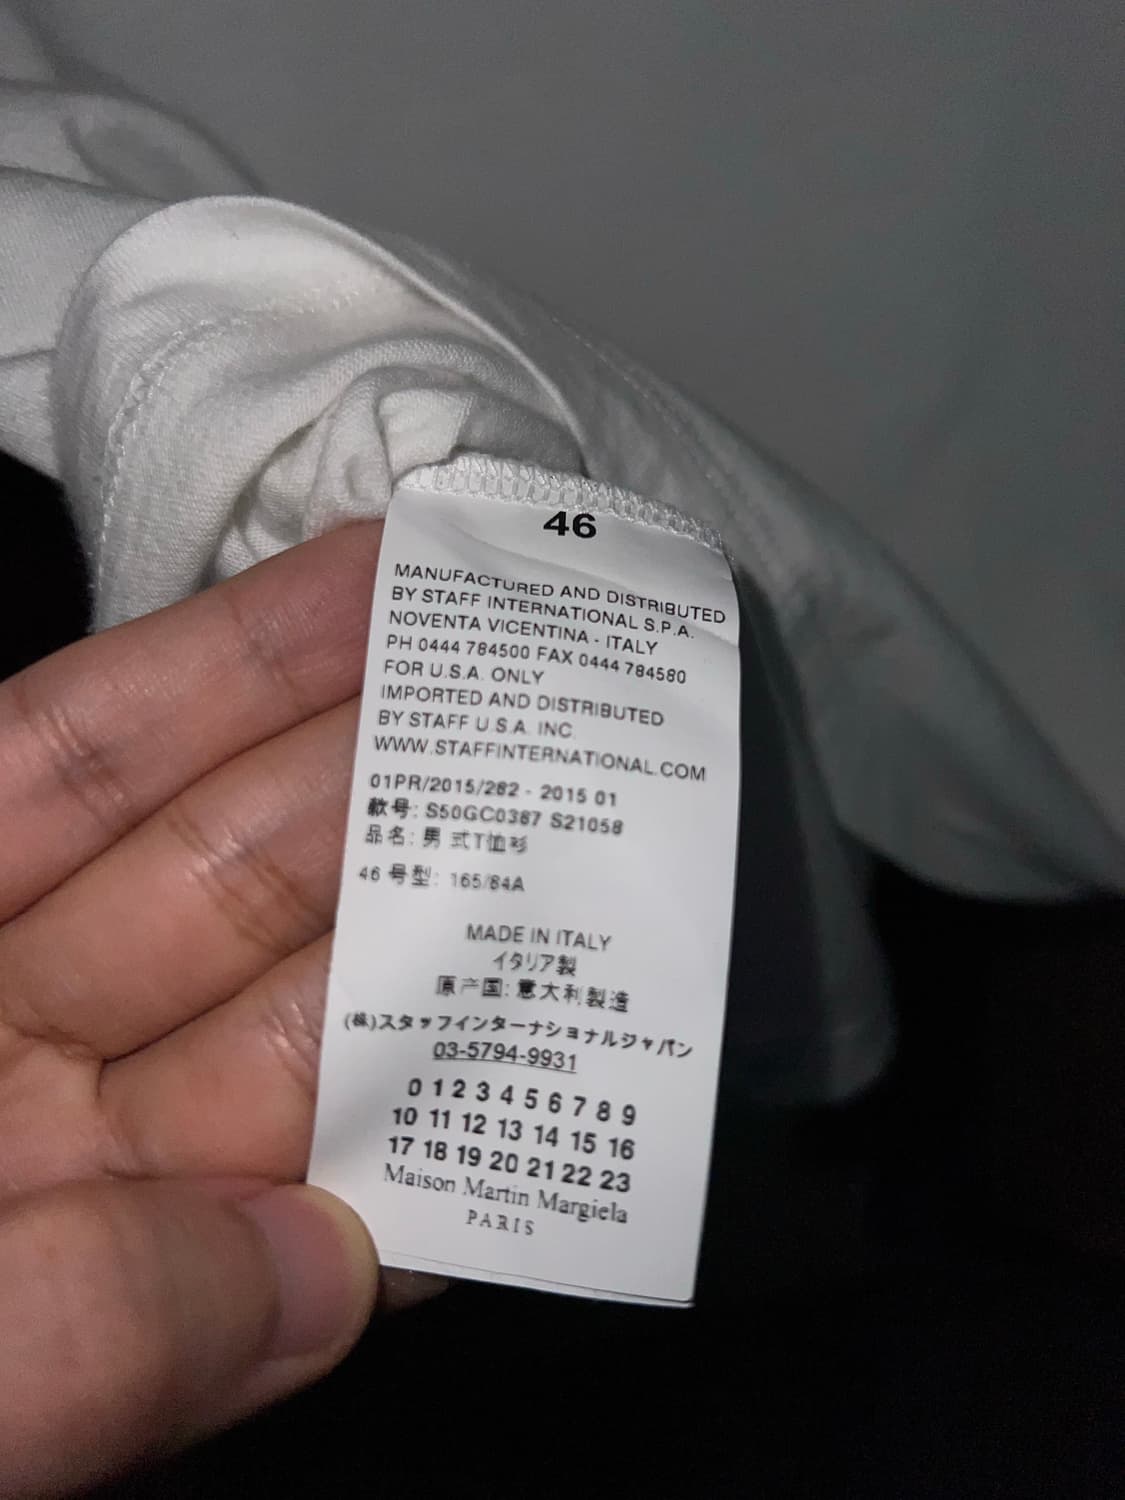 46
MANUFACTURED AND DISTRIBUTED
BY STAFF INTERNATIONAL S.P.A.
NOVENTA VICENTINA - ITALY
PH 0444 784500 FAX 0444 784580
FOR U.S.A. ONLY
IMPORTED AND DISTRIBUTED
BY STAFF U.S.A. INC.
WWW.STAFFINTERNATIONAL.COM
01PR/2015/282 - 2015 01
款号: S50GC0387 S21058
品名: 男式T恤衫
46 号型: 165/84A
MADE IN ITALY
イタリア製
原产国: 意大利製造
(株)スタッフインターナショナルジャパン
03-5794-9931
0 1 2 3 4 5 6 7 8 9
10 11 12 13 14 15 16
17 18 19 20 21 22 23
Maison Martin Margiela
PARIS